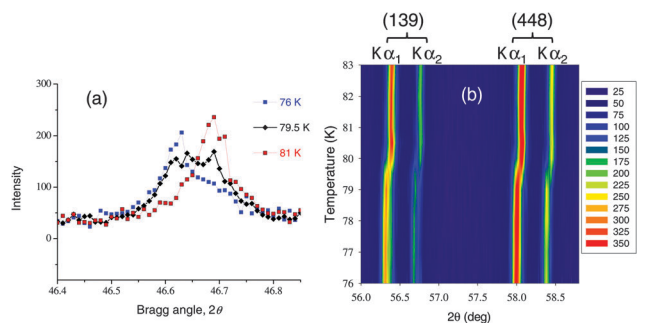 (a)
300
200
100
0
Intensity
76 K
79.5 K
81 K
46.4 46.5 46.6 46.7 46.8
Bragg angle, 2θ
(139) (448)
Kα1 Kα2 Kα1 Kα2
(b)
83
82
81
80
79
78
77
76
Temperature (K)
56.0 56.5 57.0 57.5 58.0 58.5
2θ (deg)
25
50
75
100
125
150
175
200
225
250
275
300
325
350